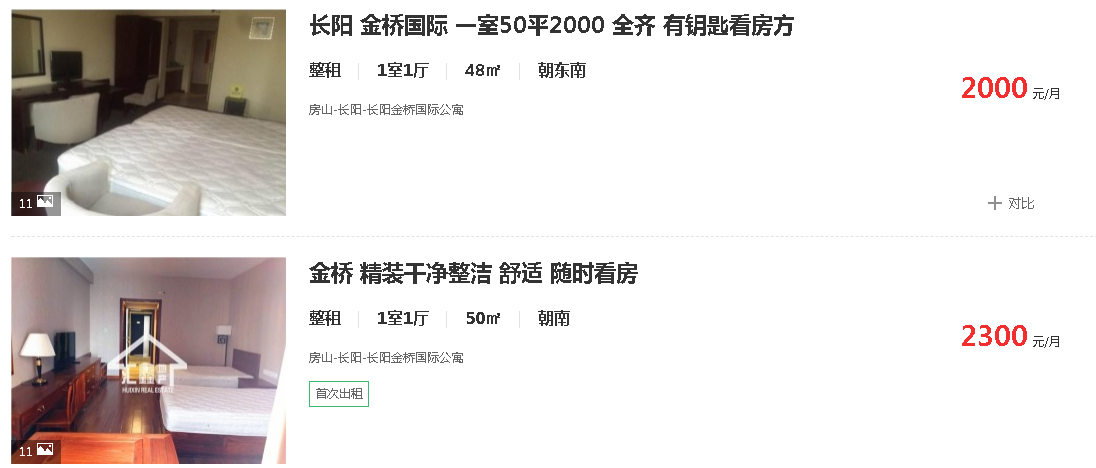 长阳 金桥国际 一室50平2000 全齐 有钥匙看房方
整租 1室1厅 48㎡ 朝东南
2000 元/月
房山-长阳-长阳金桥国际公寓
11
对比
金桥 精装干净整洁 舒适 随时看房
整租 1室1厅 50㎡ 朝南
2300 元/月
房山-长阳-长阳金桥国际公寓
首次出租
HUIXIN REAL ESTATE
11